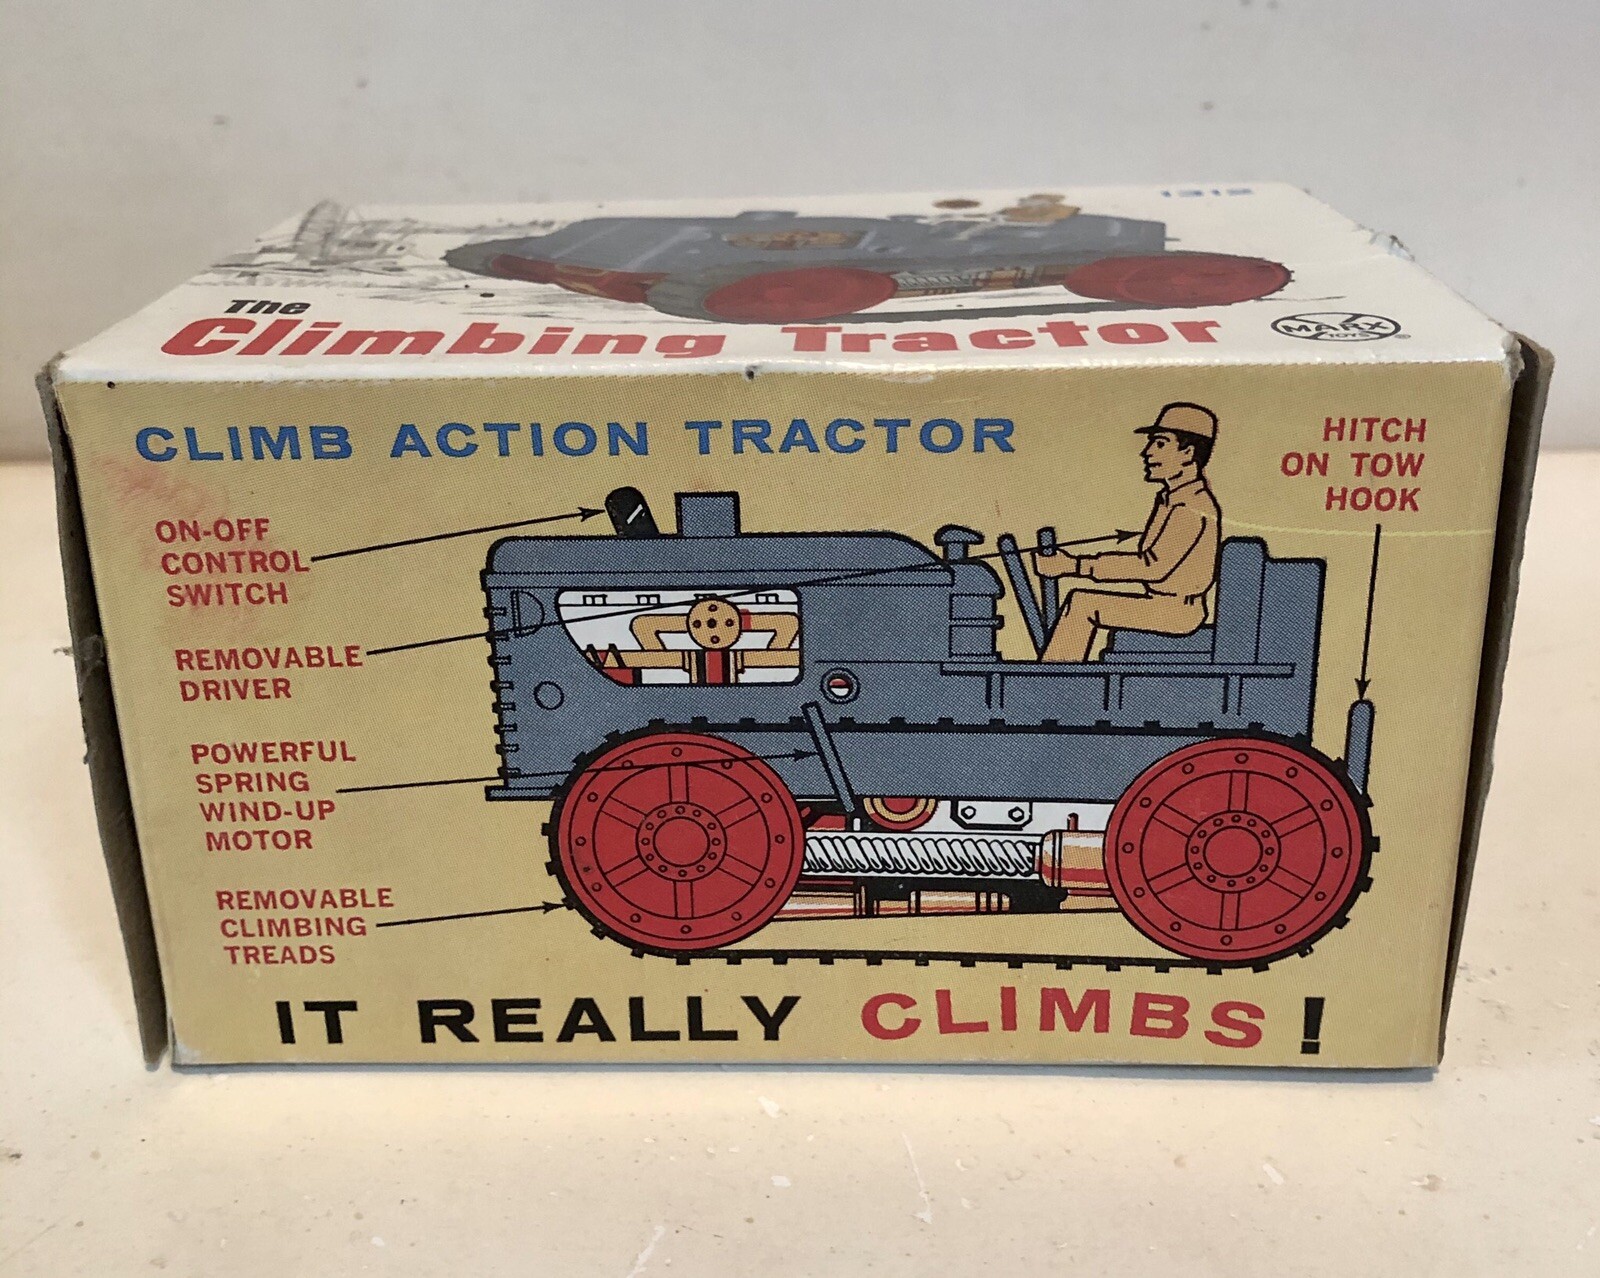 1312
The
Climbing Tractor
MARX
TOYS
®
CLIMB ACTION TRACTOR
HITCH
ON TOW
HOOK
ON-OFF
CONTROL
SWITCH
REMOVABLE
DRIVER
POWERFUL
SPRING
WIND-UP
MOTOR
REMOVABLE
CLIMBING
TREADS
IT REALLY CLIMBS!